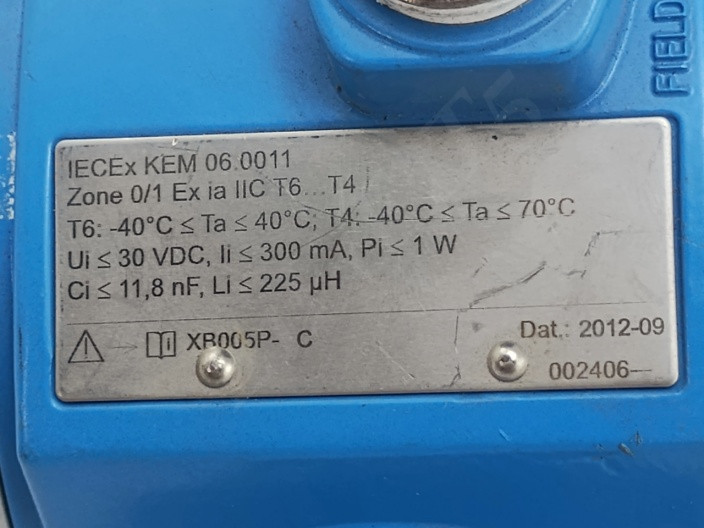 FIELD
IECEx KEM 06.0011
Zone 0/1 Ex ia IIC T6...T4
T6: -40°C ≤ Ta ≤ 40°C; T4: -40°C ≤ Ta ≤ 70°C
Ui ≤ 30 VDC, Ii ≤ 300 mA, Pi ≤ 1 W
Ci ≤ 11,8 nF, Li ≤ 225 µH
XB005P- C
Dat.: 2012-09
002406—